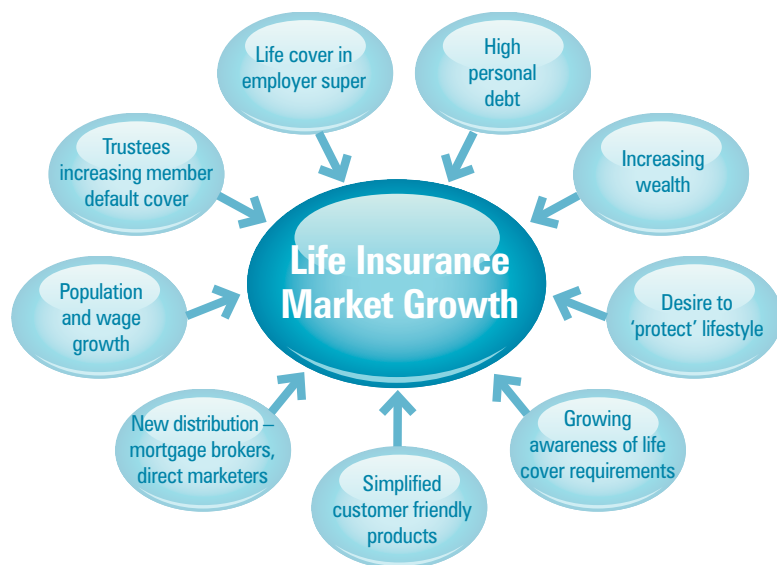 Life cover in
employer super
High
personal
debt
Trustees
increasing member
default cover
Increasing
wealth
Life Insurance
Market Growth
Population
and wage
growth
Desire to
‘protect’ lifestyle
New distribution –
mortgage brokers,
direct marketers
Growing
awareness of life
cover requirements
Simplified
customer friendly
products